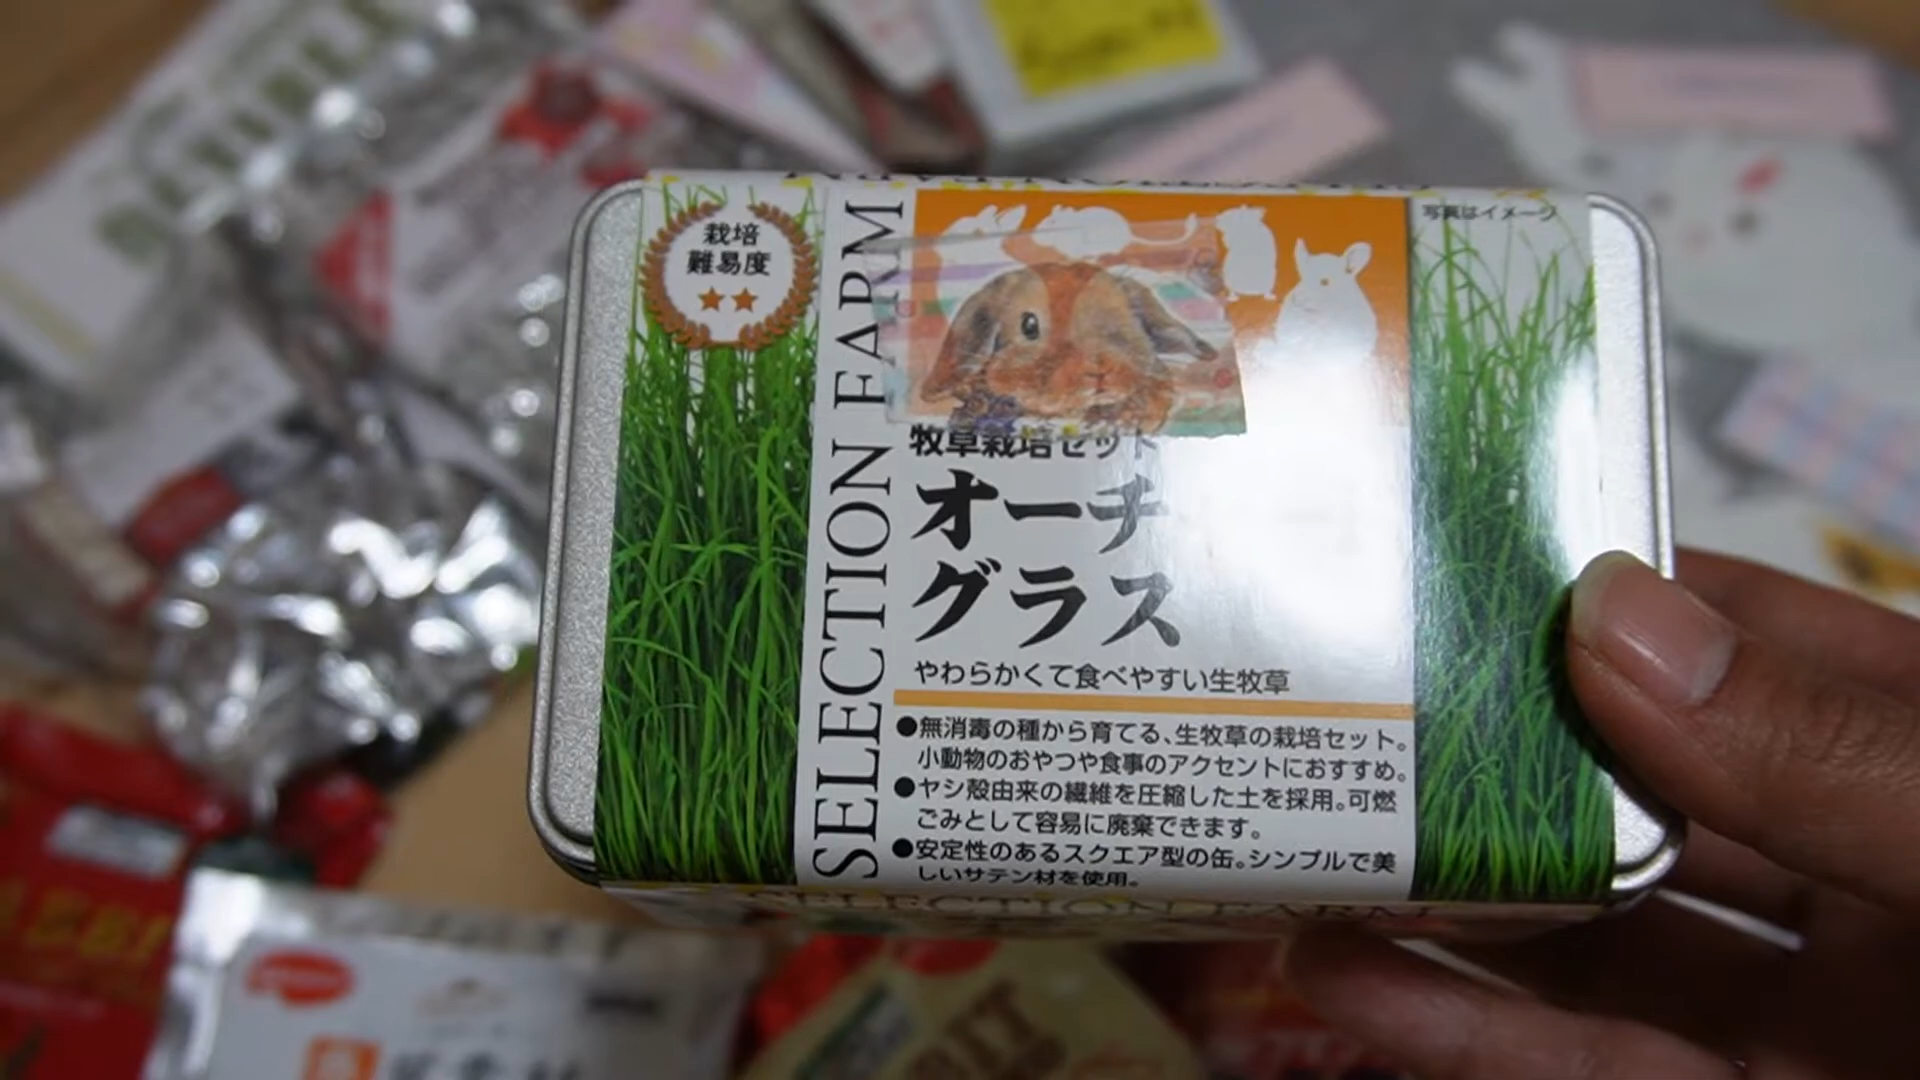 栽培
難易度
SELECTION FARM
写真はイメージ
牧草栽培セット
オーチ
グラス
やわらかくて食べやすい生牧草
●無消毒の種から育てる、生牧草の栽培セット。
小動物のおやつや食事のアクセントにおすすめ。
●ヤシ殻由来の繊維を圧縮した土を採用。可燃
ごみとして容易に廃棄できます。
●安定性のあるスクエア型の缶。シンプルで美
しいサテン材を使用。
SELECTION FARM